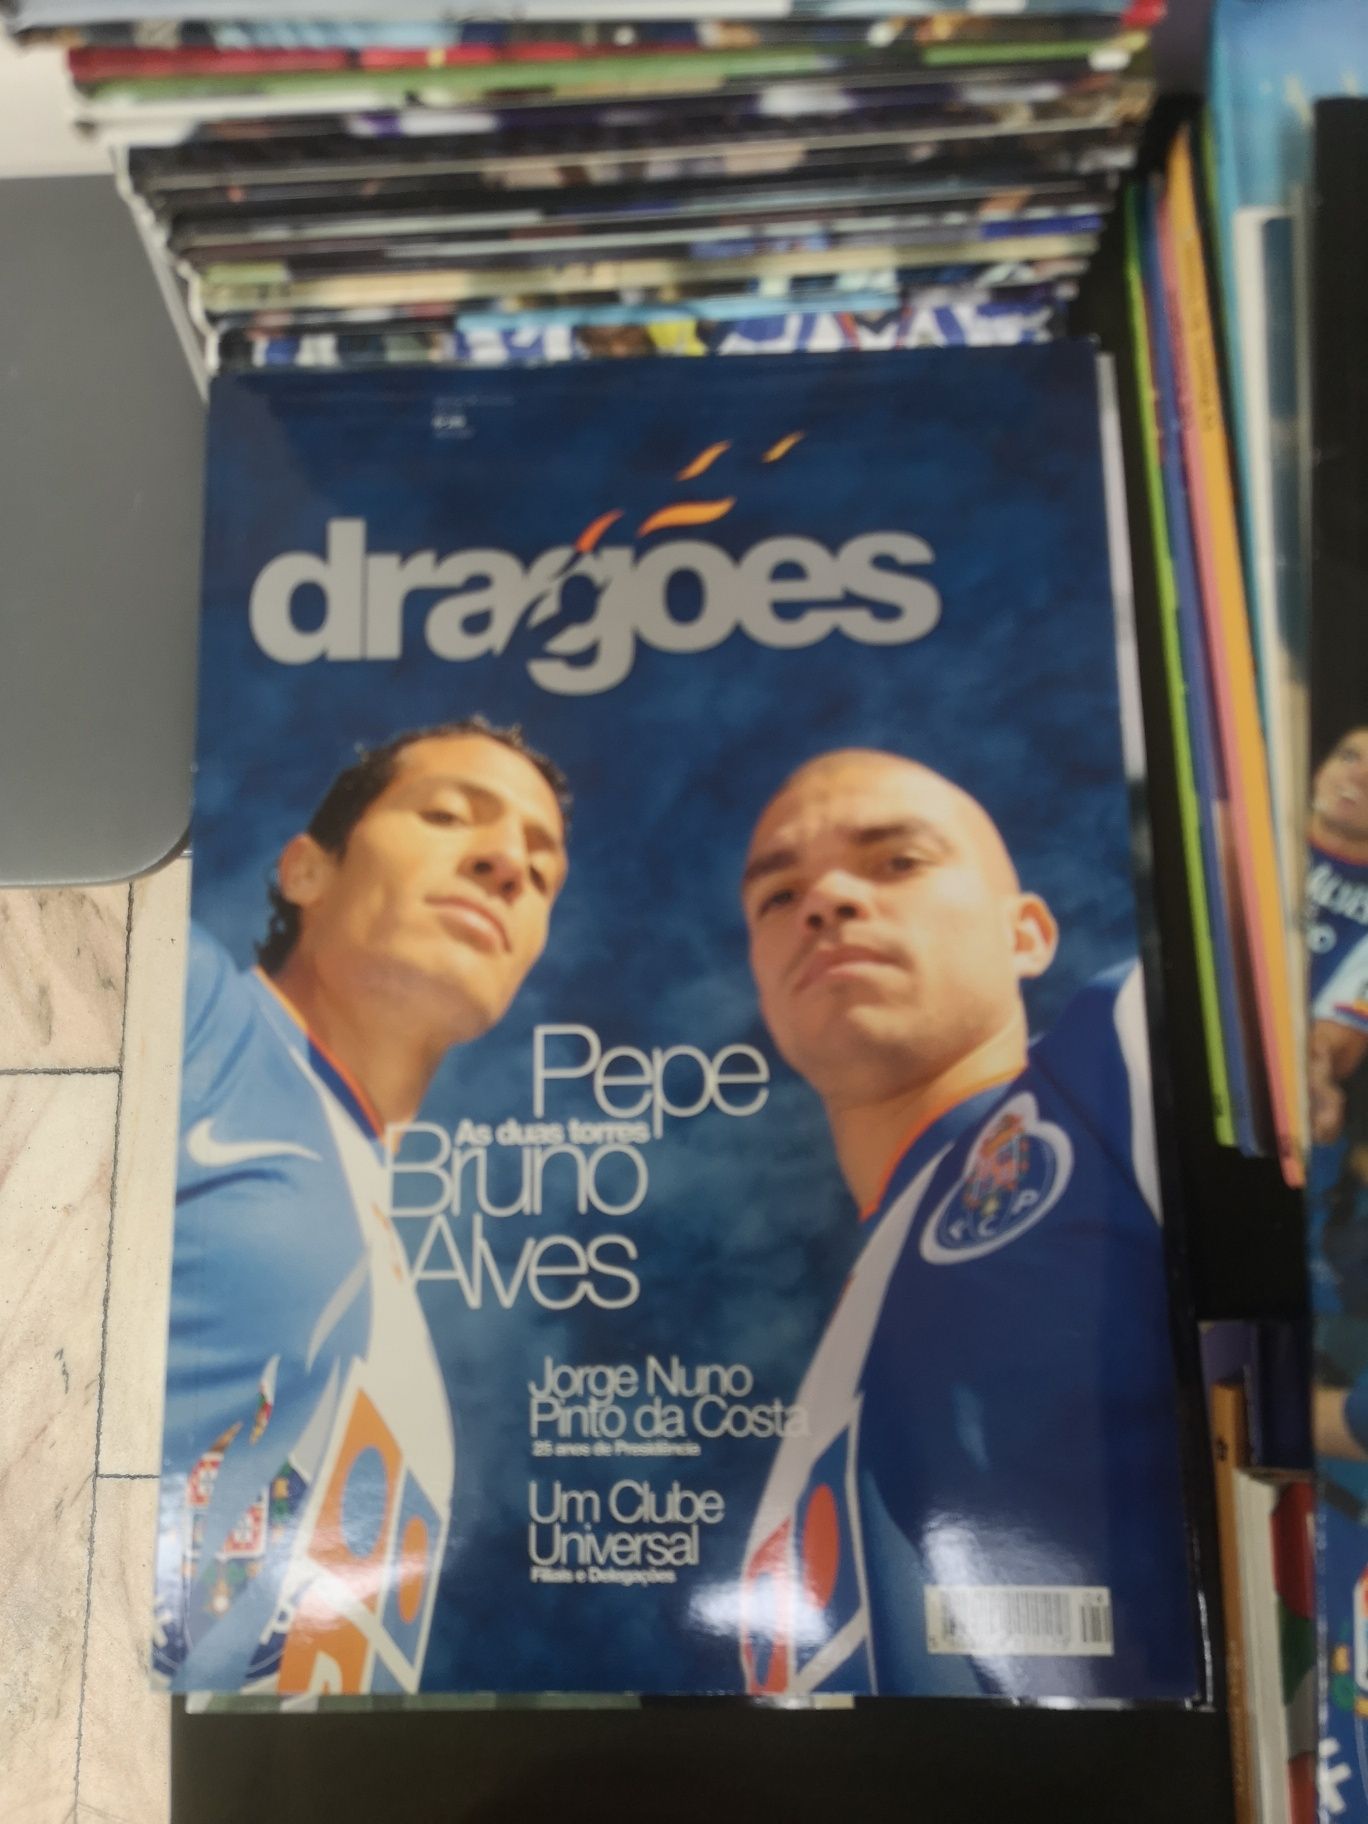 dragões
Pepe
As duas torres
Bruno
Alves
Jorge Nuno
Pinto da Costa
25 anos de Presidência
Um Clube
Universal
Filiais e Delegações
F C P